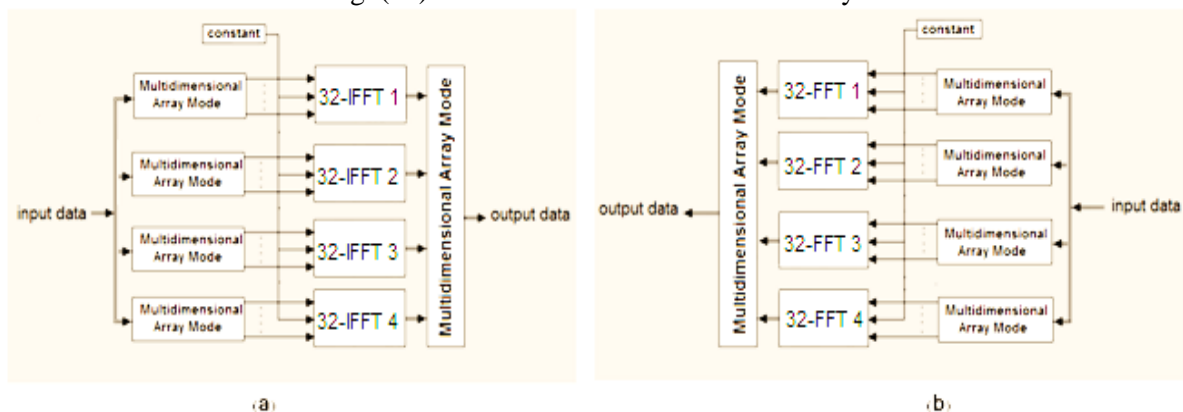 constant
Multidimensional
Array Mode
32-IFFT 1
Multidimensional
Array Mode
32-IFFT 2
input data
Multidimensional
Array Mode
32-IFFT 3
Multidimensional
Array Mode
32-IFFT 4
Multidimensional Array Mode
output data
(a)
constant
Multidimensional
Array Mode
32-FFT 1
Multidimensional
Array Mode
32-FFT 2
output data
Multidimensional Array Mode
32-FFT 3
Multidimensional
Array Mode
input data
32-FFT 4
Multidimensional
Array Mode
(b)